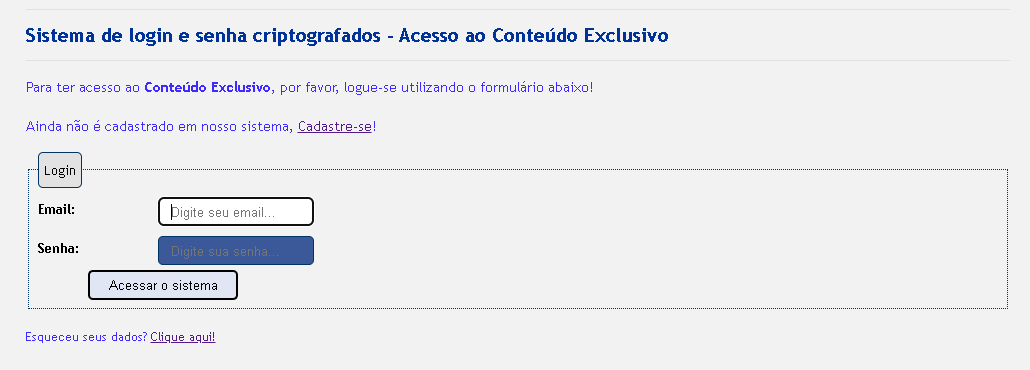 Sistema de login e senha criptografados - Acesso ao Conteúdo Exclusivo
Para ter acesso ao Conteúdo Exclusivo, por favor, logue-se utilizando o formulário abaixo!
Ainda não é cadastrado em nosso sistema, Cadastre-se!
Login
Email: Digite seu email...
Senha: Digite sua senha...
Acessar o sistema
Esqueceu seus dados? Clique aqui!